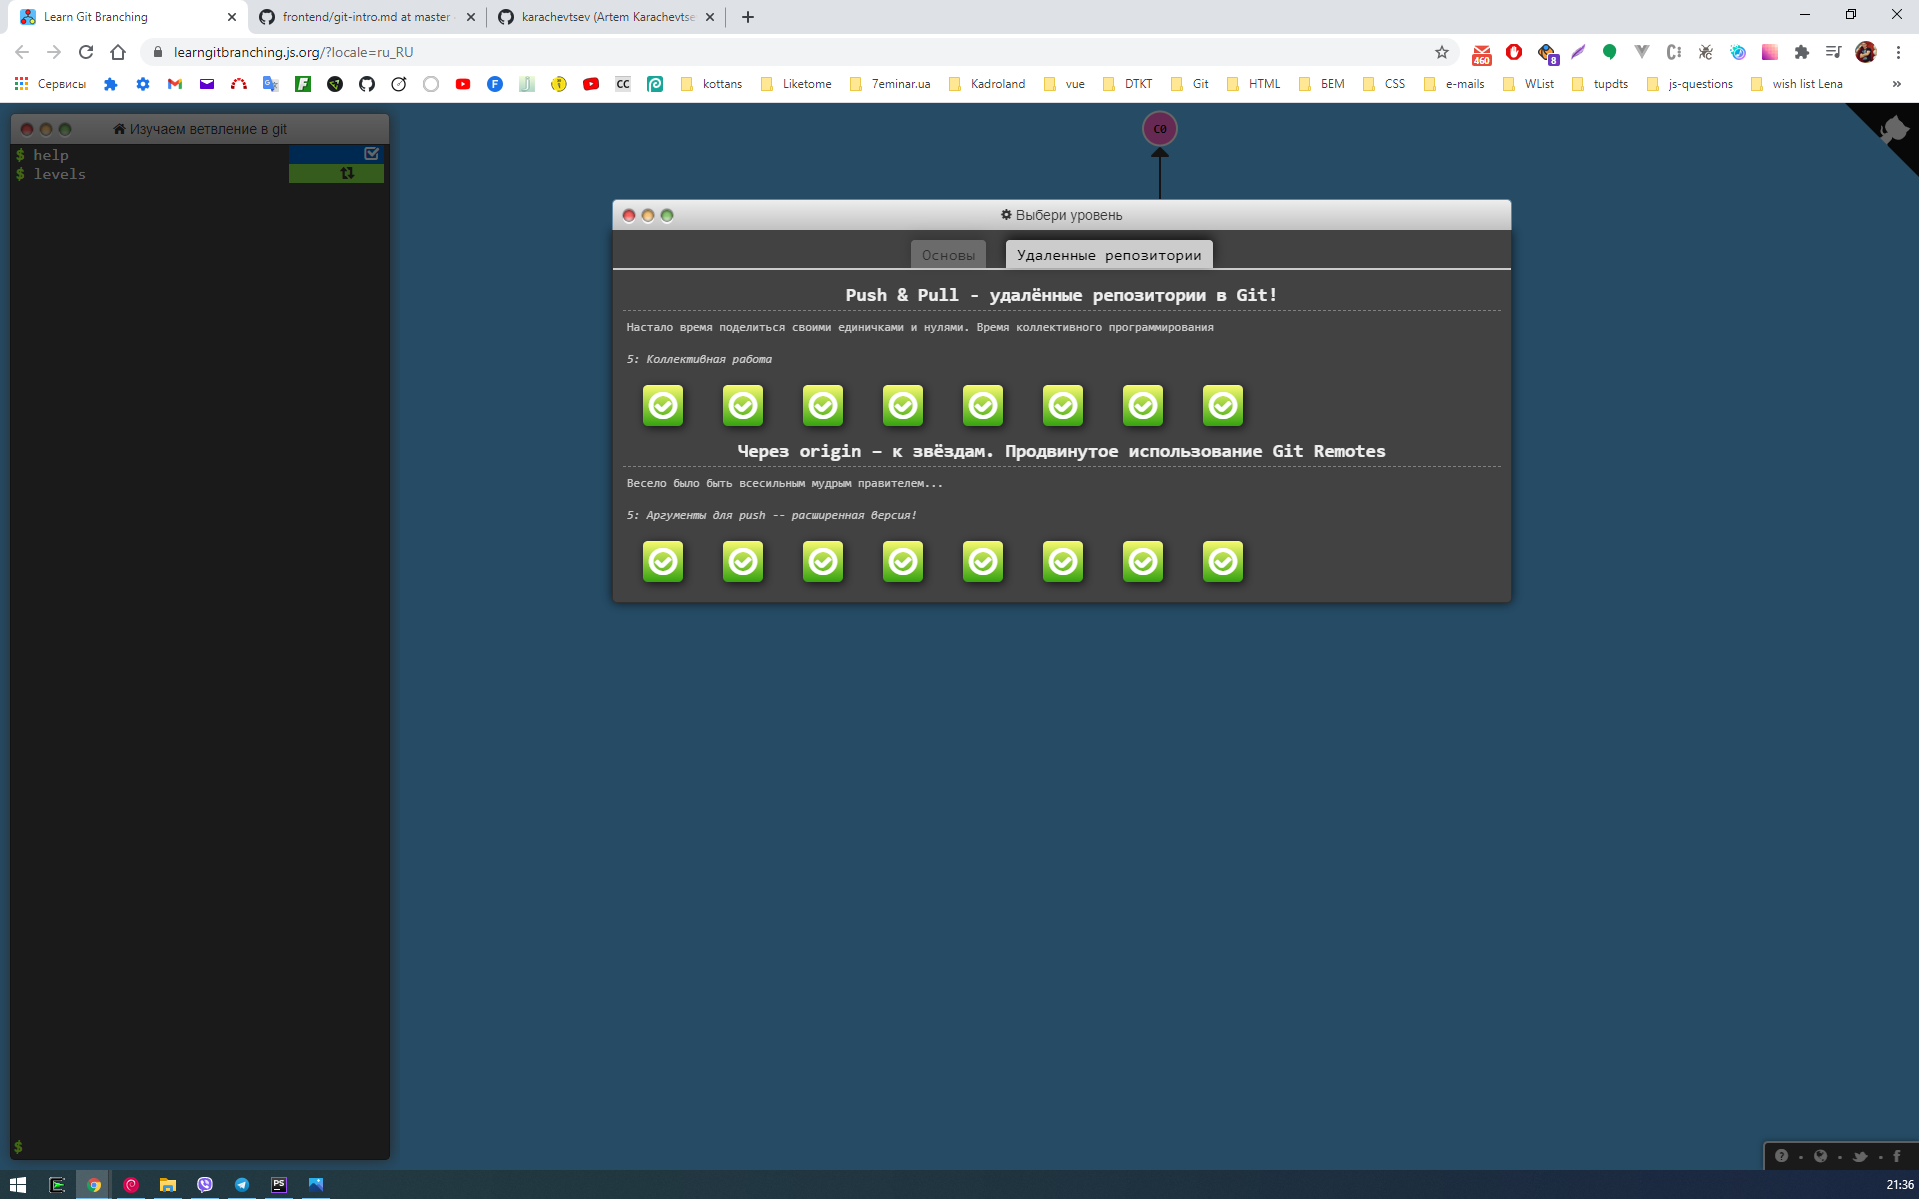 Learn Git Branching
frontend/git-intro.md at master
karachevtsev (Artem Karachevtse
learngitbranching.js.org/?locale=ru_RU
460
8
Сервисы
CC
kottans
Liketome
7eminar.ua
Kadroland
vue
DTKT
Git
HTML
БЕМ
CSS
e-mails
WList
tupdts
js-questions
wish list Lena
»
Изучаем ветвление в git
$ help
$ levels
$
C0
Выбери уровень
Основы
Удаленные репозитории
Push & Pull - удалённые репозитории в Git!
Настало время поделиться своими единичками и нулями. Время коллективного программирования
5: Коллективная работа
Через origin – к звёздам. Продвинутое использование Git Remotes
Весело было быть всесильным мудрым правителем...
5: Аргументы для push -- расширенная версия!
PS
21:36